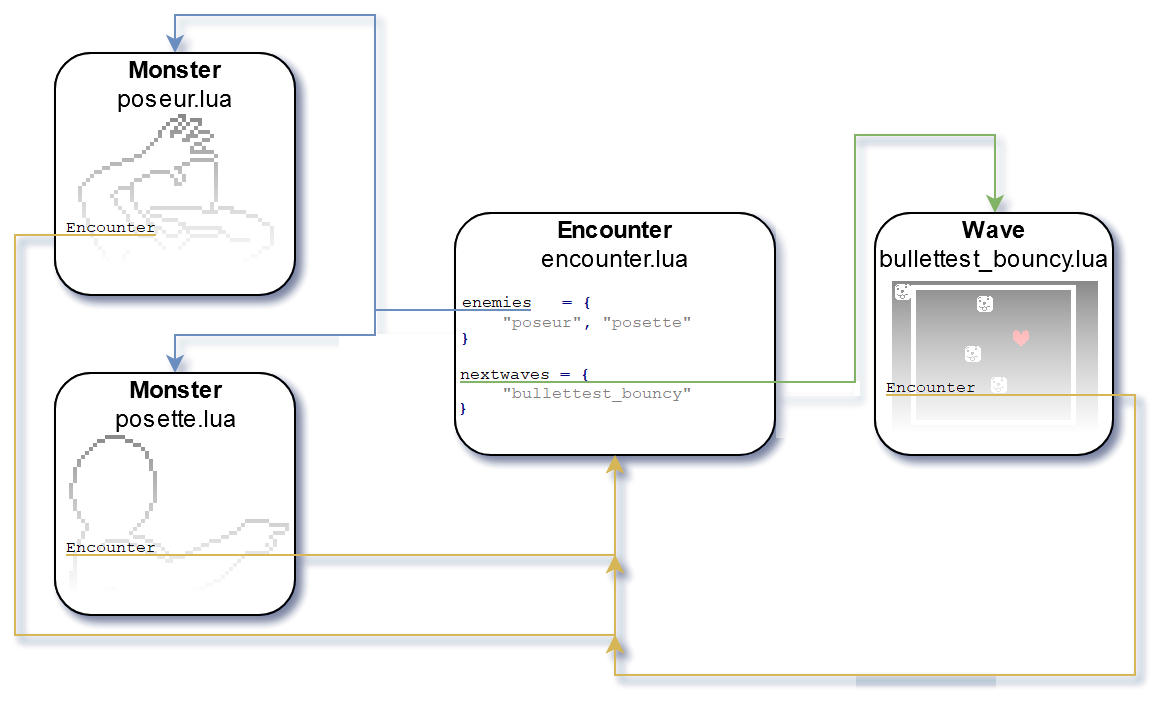 Monster
poseur.lua
Encounter
Monster
posette.lua
Encounter
Encounter
encounter.lua
enemies = {
"poseur", "posette"
}
nextwaves = {
"bullettest_bouncy"
}
Wave
bullettest_bouncy.lua
Encounter